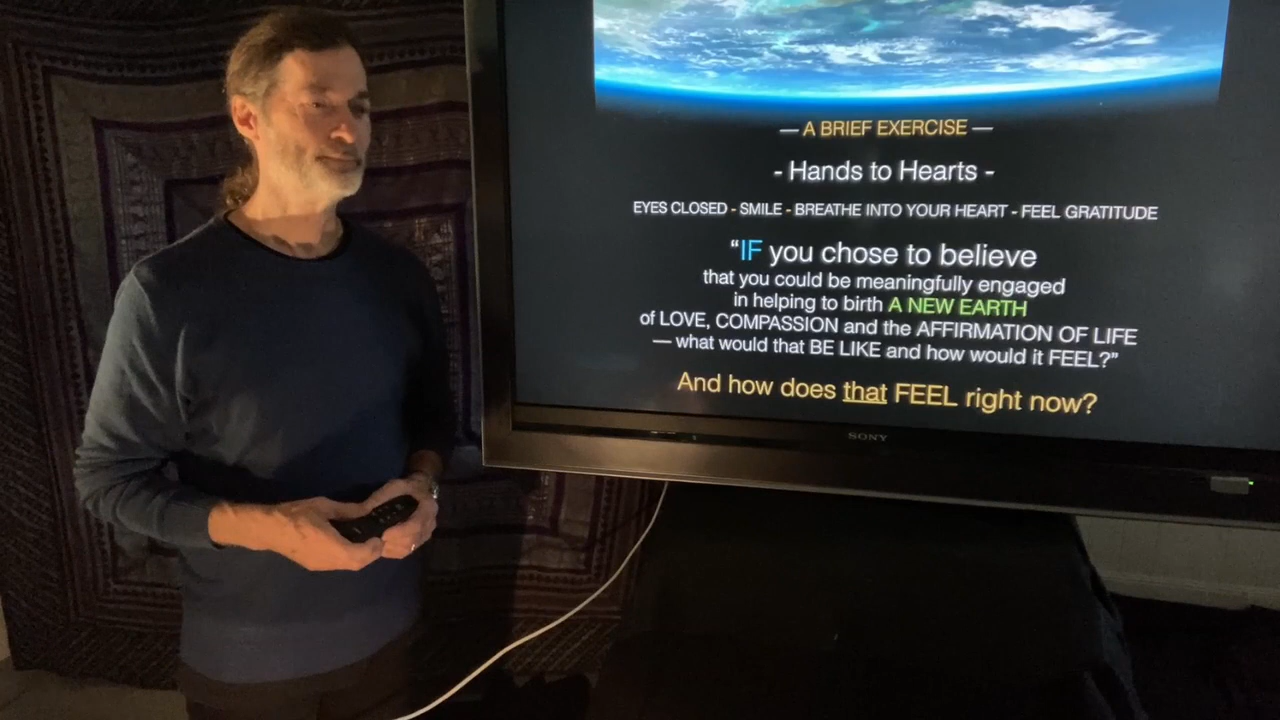 — A BRIEF EXERCISE —
- Hands to Hearts -
EYES CLOSED - SMILE - BREATHE INTO YOUR HEART - FEEL GRATITUDE
“IF you chose to believe
that you could be meaningfully engaged
in helping to birth A NEW EARTH
of LOVE, COMPASSION and the AFFIRMATION OF LIFE
— what would that BE LIKE and how would it FEEL?”
And how does that FEEL right now?
SONY